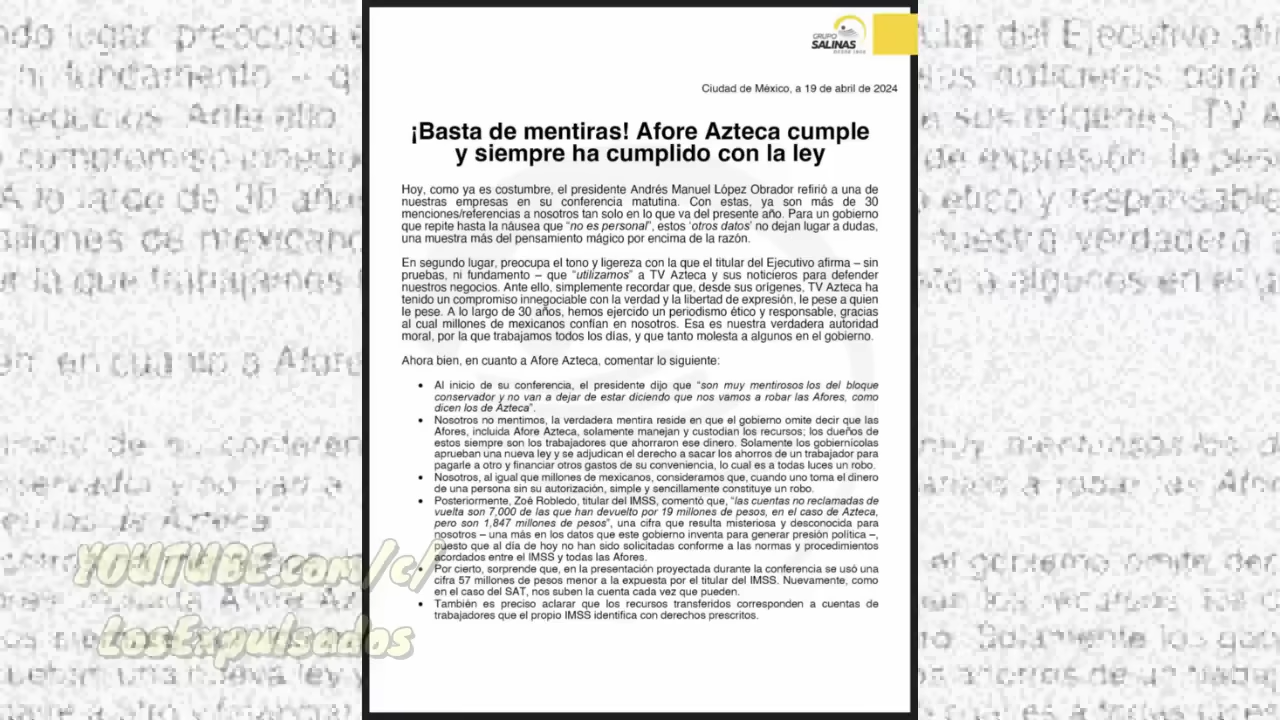 GRUPO
SALINAS
DESDE 1906
Ciudad de México, a 19 de abril de 2024
¡Basta de mentiras! Afore Azteca cumple
y siempre ha cumplido con la ley
Hoy, como ya es costumbre, el presidente Andrés Manuel López Obrador refirió a una de
nuestras empresas en su conferencia matutina. Con estas, ya son más de 30
menciones/referencias a nosotros tan solo en lo que va del presente año. Para un gobierno
que repite hasta la náusea que “no es personal”, estos ‘otros datos’ no dejan lugar a dudas,
una muestra más del pensamiento mágico por encima de la razón.
En segundo lugar, preocupa el tono y ligereza con la que el titular del Ejecutivo afirma – sin
pruebas, ni fundamento – que “utilizamos” a TV Azteca y sus noticieros para defender
nuestros negocios. Ante ello, simplemente recordar que, desde sus orígenes, TV Azteca ha
tenido un compromiso innegociable con la verdad y la libertad de expresión, le pese a quien
le pese. A lo largo de 30 años, hemos ejercido un periodismo ético y responsable, gracias
al cual millones de mexicanos confían en nosotros. Esa es nuestra verdadera autoridad
moral, por la que trabajamos todos los días, y que tanto molesta a algunos en el gobierno.
Ahora bien, en cuanto a Afore Azteca, comentar lo siguiente:
• Al inicio de su conferencia, el presidente dijo que “son muy mentirosos los del bloque
conservador y no van a dejar de estar diciendo que nos vamos a robar las Afores, como
dicen los de Azteca”.
• Nosotros no mentimos, la verdadera mentira reside en que el gobierno omite decir que las
Afores, incluida Afore Azteca, solamente manejan y custodian los recursos; los dueños de
estos siempre son los trabajadores que ahorraron ese dinero. Solamente los gobiernícolas
aprueban una nueva ley y se adjudican el derecho a sacar los ahorros de un trabajador para
pagarle a otro y financiar otros gastos de su conveniencia, lo cual es a todas luces un robo.
• Nosotros, al igual que millones de mexicanos, consideramos que, cuando uno toma el dinero
de una persona sin su autorización, simple y sencillamente constituye un robo.
• Posteriormente, Zoé Robledo, titular del IMSS, comentó que, “las cuentas no reclamadas de
vuelta son 7,000 de las que han devuelto por 19 millones de pesos, en el caso de Azteca,
pero son 1,847 millones de pesos”, una cifra que resulta misteriosa y desconocida para
nosotros – una más en los datos que este gobierno inventa para generar presión política –,
puesto que al día de hoy no han sido solicitadas conforme a las normas y procedimientos
acordados entre el IMSS y todas las Afores.
• Por cierto, sorprende que, en la presentación proyectada durante la conferencia se usó una
cifra 57 millones de pesos menor a la expuesta por el titular del IMSS. Nuevamente, como
en el caso del SAT, nos suben la cuenta cada vez que pueden.
• También es preciso aclarar que los recursos transferidos corresponden a cuentas de
trabajadores que el propio IMSS identifica con derechos prescritos.
YOUTUBE.com/c/
LosExpulsados